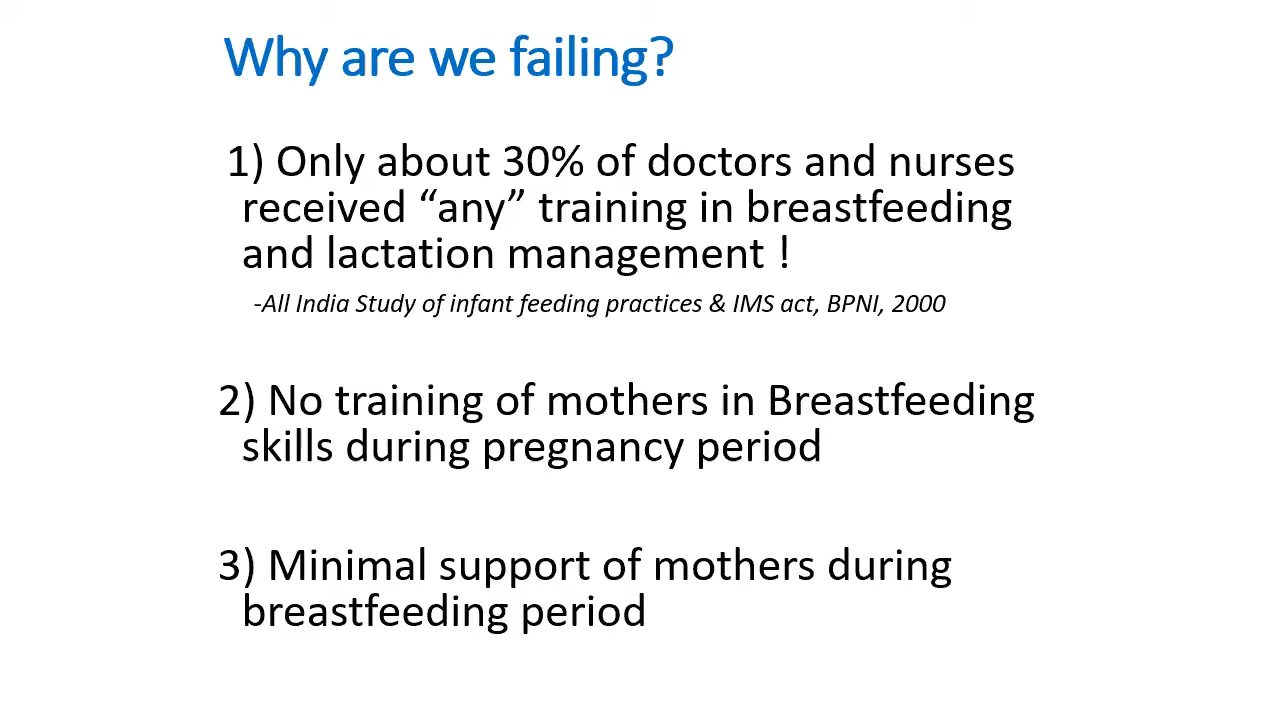 Why are we failing?
1) Only about 30% of doctors and nurses
received “any” training in breastfeeding
and lactation management !
-All India Study of infant feeding practices & IMS act, BPNI, 2000
2) No training of mothers in Breastfeeding
skills during pregnancy period
3) Minimal support of mothers during
breastfeeding period